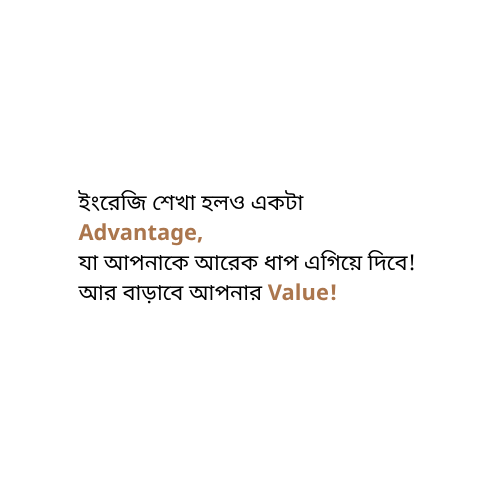 ইংরেজি শেখা হলও একটা
Advantage,
যা আপনাকে আরেক ধাপ এগিয়ে দিবে!
আর বাড়াবে আপনার Value!